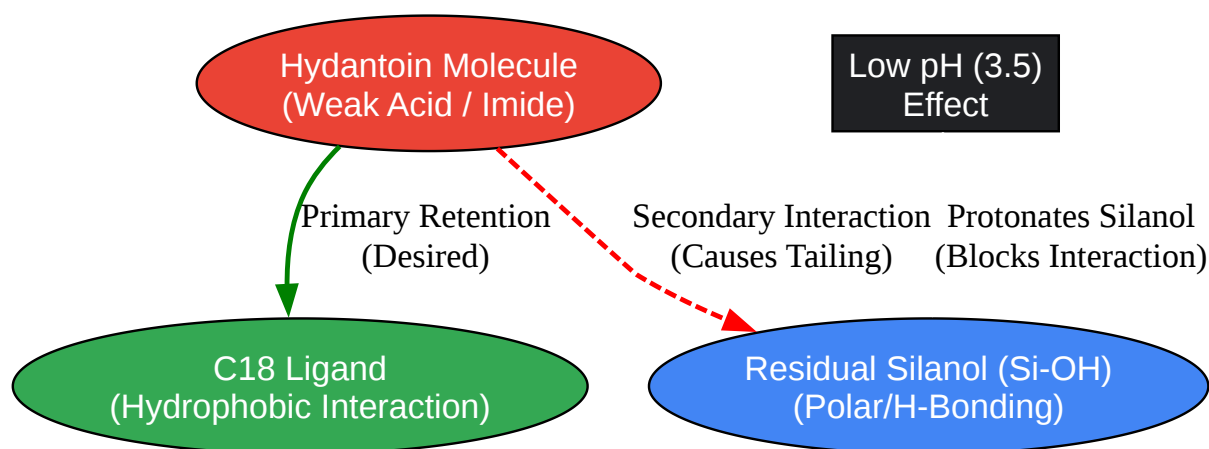 Hydantoin Molecule
(Weak Acid / Imide)
Low pH (3.5)
Effect
Primary Retention
(Desired)
Secondary Interaction
(Causes Tailing)
Protonates Silanol
(Blocks Interaction)
C18 Ligand
(Hydrophobic Interaction)
Residual Silanol (Si-OH)
(Polar/H-Bonding)